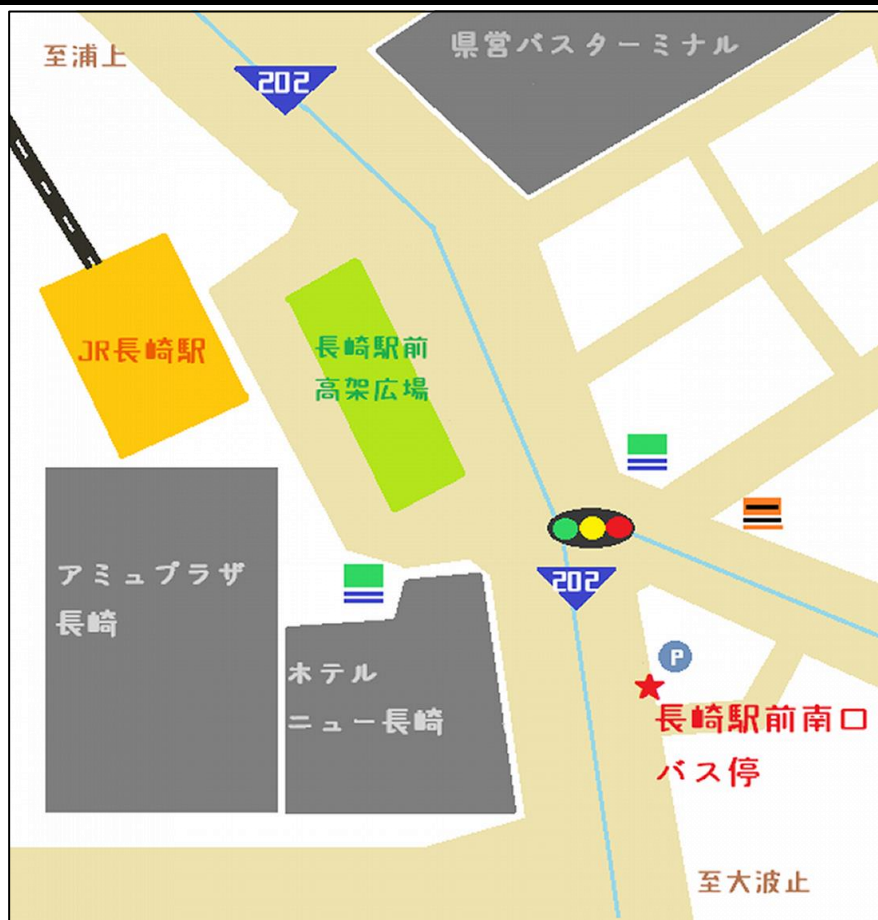 県営バスターミナル
至浦上
202
JR長崎駅
長崎駅前
高架広場
アミュプラザ
長崎
202
ホテル
ニュー長崎
P
長崎駅前南口
バス停
至大波止